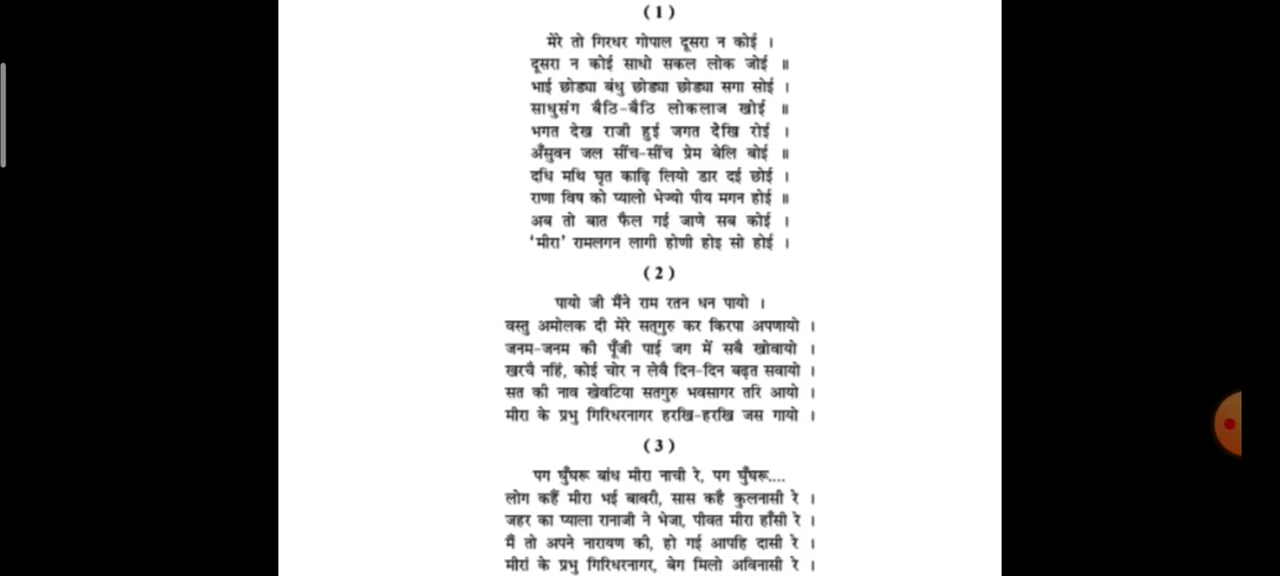 (1)
मेरे तो गिरधर गोपाल दूसरा न कोई ।
दूसरा न कोई साधो सकल लोक जोई ॥
भाई छोड्या बंधु छोड्या छोड्या सगा सोई ।
साधुसंग बैठि-बैठि लोकलाज खोई ॥
भगत देख राजी हुई जगत देखि रोई ।
अँसुवन जल सींच-सींच प्रेम बेलि बोई ॥
दधि मथि घृत काढ़ि लियो डार दई छोई ।
राणा विष को प्यालो भेज्यो पीय मगन होई ॥
अब तो बात फैल गई जाणे सब कोई ।
'मीरा' रामलगन लागी होणी होइ सो होई ।
(2)
पायो जी मैंने राम रतन धन पायो ।
वस्तु अमोलक दी मेरे सत्गुरु कर किरपा अपणायो ।
जनम-जनम की पूँजी पाई जग में सबै खोवायो ।
खरचै नहिं, कोई चोर न लेवै दिन-दिन बढ़त सवायो ।
सत की नाव खेवटिया सतगुरु भवसागर तरि आयो ।
मीरा के प्रभु गिरिधरनागर हरखि-हरखि जस गायो ।
(3)
पग घुँघरू बांध मीरा नाची रे, पग घुँघरू....
लोग कहैं मीरा भई बावरी, सास कहै कुलनासी रे ।
जहर का प्याला रानाजी ने भेजा, पीवत मीरा हाँसी रे ।
मैं तो अपने नारायण की, हो गई आपहि दासी रे ।
मीरां के प्रभु गिरिधरनागर, बेग मिलो अविनासी रे ।